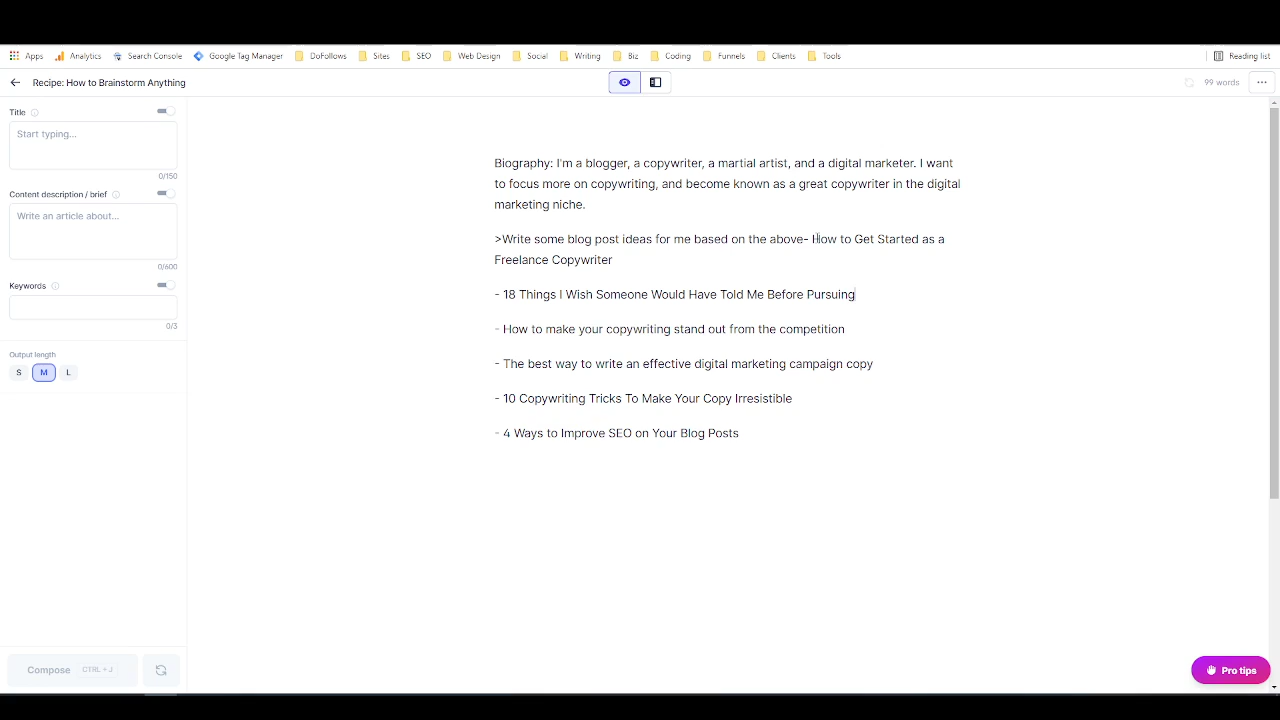 Apps Analytics Search Console Google Tag Manager DoFollows Sites SEO Web Design Social Writing Biz Coding Funnels Clients Tools Reading list
Recipe: How to Brainstorm Anything 99 words
Title
Start typing...
0/150
Content description / brief
Write an article about...
0/600
Keywords
0/3
Output length
S M L
Biography: I'm a blogger, a copywriter, a martial artist, and a digital marketer. I want
to focus more on copywriting, and become known as a great copywriter in the digital
marketing niche.
>Write some blog post ideas for me based on the above- How to Get Started as a
Freelance Copywriter
- 18 Things I Wish Someone Would Have Told Me Before Pursuing
- How to make your copywriting stand out from the competition
- The best way to write an effective digital marketing campaign copy
- 10 Copywriting Tricks To Make Your Copy Irresistible
- 4 Ways to Improve SEO on Your Blog Posts
Compose CTRL + J
Pro tips